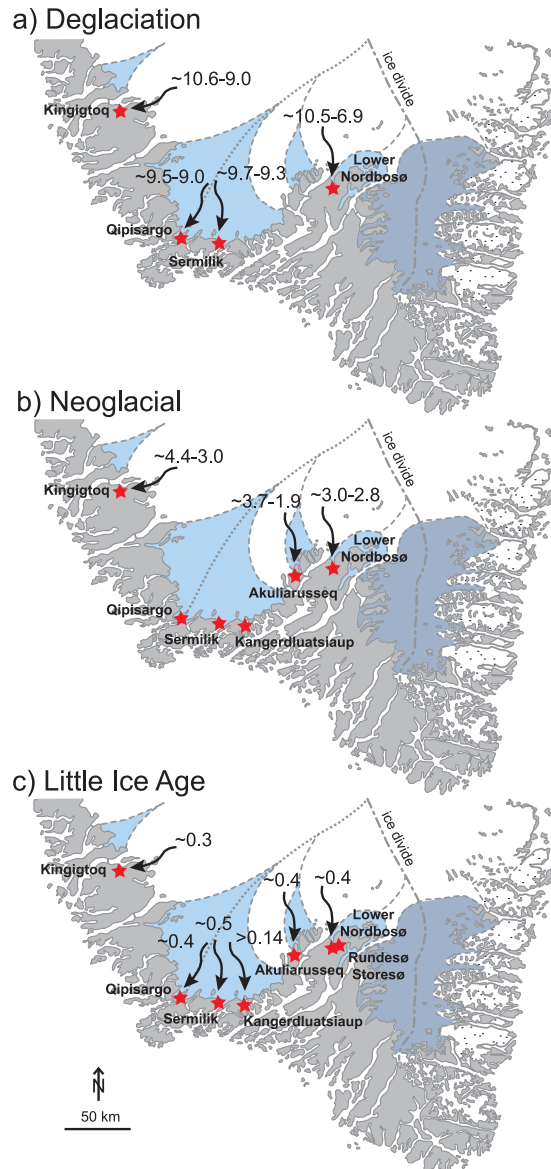 a) Deglaciation
~10.6-9.0
Kingigtoq
ice divide
~10.5-6.9
Lower
Nordbosø
~9.5-9.0
~9.7-9.3
Qipisargo
Sermilik
b) Neoglacial
~4.4-3.0
Kingigtoq
ice divide
~3.7-1.9
~3.0-2.8
Lower
Nordbosø
Akuliarusseq
Qipisargo
Sermilik
Kangerdluatsiaup
c) Little Ice Age
~0.3
Kingigtoq
ice divide
~0.4
~0.4
Lower
Nordbosø
~0.5
>0.14
~0.4
Rundesø
Storesø
Akuliarusseq
Qipisargo
Sermilik
Kangerdluatsiaup
N
50 km